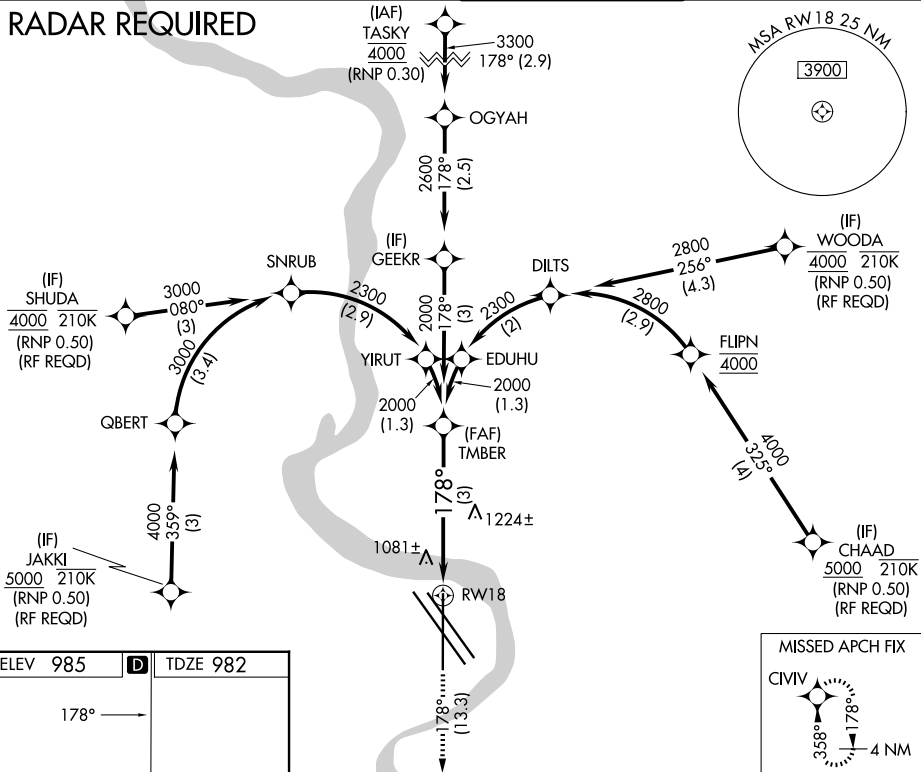 RADAR REQUIRED
(IAF)
TASKY
4000
(RNP 0.30)
3300
178° (2.9)
OGYAH
MSA RW18 25 NM
3900
2600
178°
(2.5)
(IF)
GEEKR
2000
178°
(3)
(IF)
SHUDA
4000 210K
(RNP 0.50)
(RF REQD)
3000
080°
(3)
SNRUB
2300
(2.9)
3000
(3.4)
QBERT
4000
359°
(3)
(IF)
JAKKI
5000 210K
(RNP 0.50)
(RF REQD)
DILTS
2800
256°
(4.3)
(IF)
WOODA
4000 210K
(RNP 0.50)
(RF REQD)
2300
(2)
2800
(2.9)
FLIPN
4000
4000
325°
(4)
(IF)
CHAAD
5000 210K
(RNP 0.50)
(RF REQD)
YIRUT
EDUHU
2000
(1.3)
2000
(1.3)
(FAF)
TMBER
178°
(3)
1224±
1081±
RW18
178°
(13.3)
ELEV 985
D
TDZE 982
178°
MISSED APCH FIX
CIVIV
358°
178°
4 NM